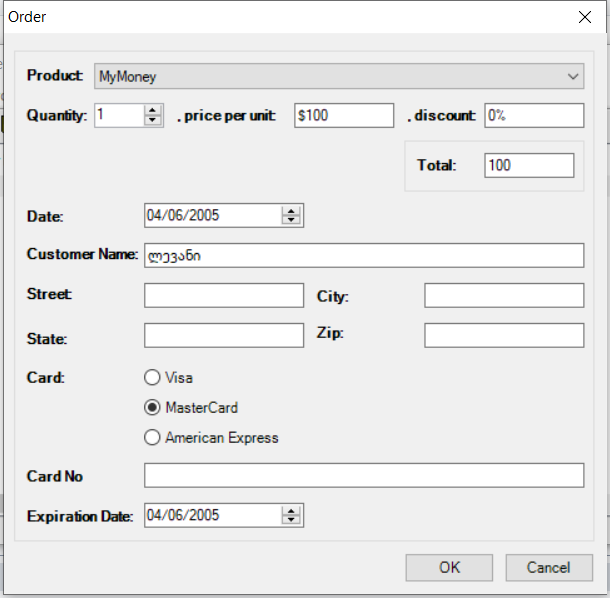 Order
Product: MyMoney
Quantity: 1 . price per unit: $100 . discount: 0%
Total: 100
Date: 04/06/2005
Customer Name: ლევანი
Street: City:
State: Zip:
Card: Visa
MasterCard
American Express
Card No
Expiration Date: 04/06/2005
OK Cancel